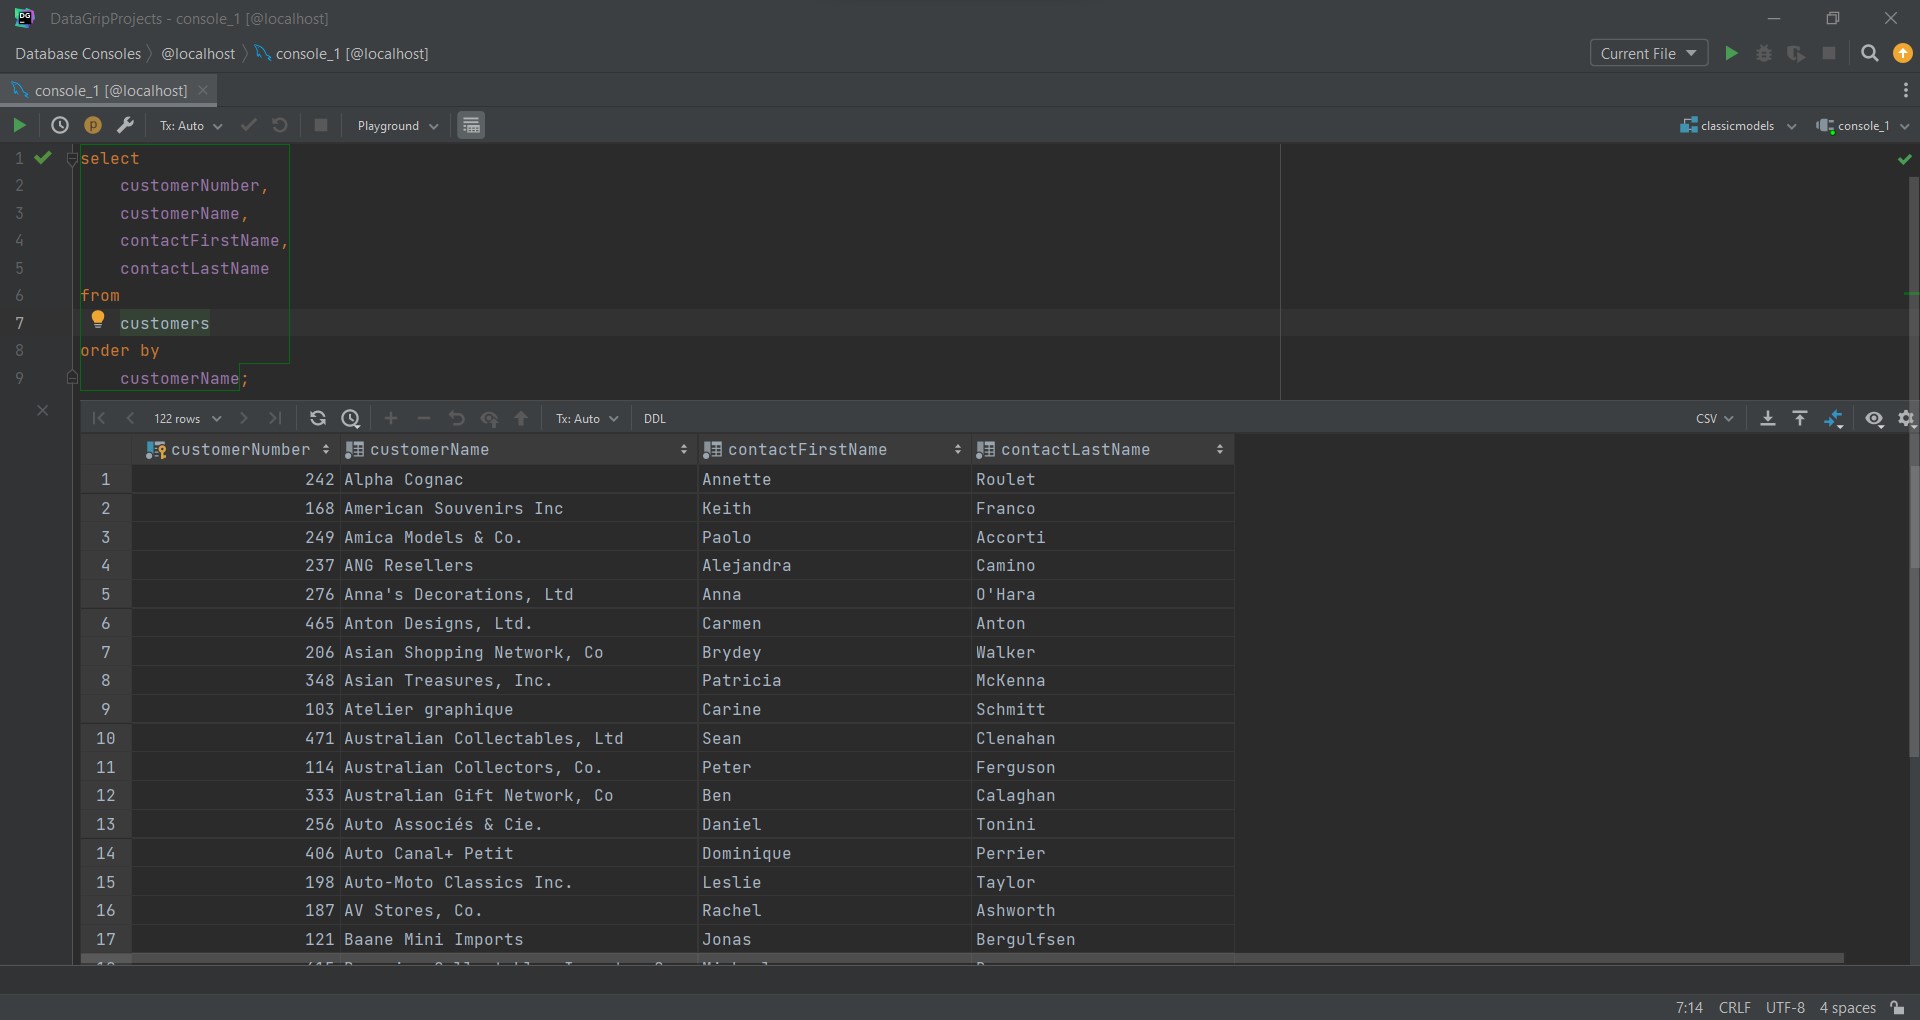 DG DataGripProjects - console_1 [@localhost]
Database Consoles @localhost console_1 [@localhost] Current File
console_1 [@localhost]
p Tx: Auto Playground classicmodels console_1
1 select
2 customerNumber,
3 customerName,
4 contactFirstName,
5 contactLastName
6 from
7 customers
8 order by
9 customerName;
122 rows Tx: Auto DDL CSV
customerNumber customerName contactFirstName contactLastName
1 242 Alpha Cognac Annette Roulet
2 168 American Souvenirs Inc Keith Franco
3 249 Amica Models & Co. Paolo Accorti
4 237 ANG Resellers Alejandra Camino
5 276 Anna's Decorations, Ltd Anna O'Hara
6 465 Anton Designs, Ltd. Carmen Anton
7 206 Asian Shopping Network, Co Brydey Walker
8 348 Asian Treasures, Inc. Patricia McKenna
9 103 Atelier graphique Carine Schmitt
10 471 Australian Collectables, Ltd Sean Clenahan
11 114 Australian Collectors, Co. Peter Ferguson
12 333 Australian Gift Network, Co Ben Calaghan
13 256 Auto Associés & Cie. Daniel Tonini
14 406 Auto Canal+ Petit Dominique Perrier
15 198 Auto-Moto Classics Inc. Leslie Taylor
16 187 AV Stores, Co. Rachel Ashworth
17 121 Baane Mini Imports Jonas Bergulfsen
7:14 CRLF UTF-8 4 spaces